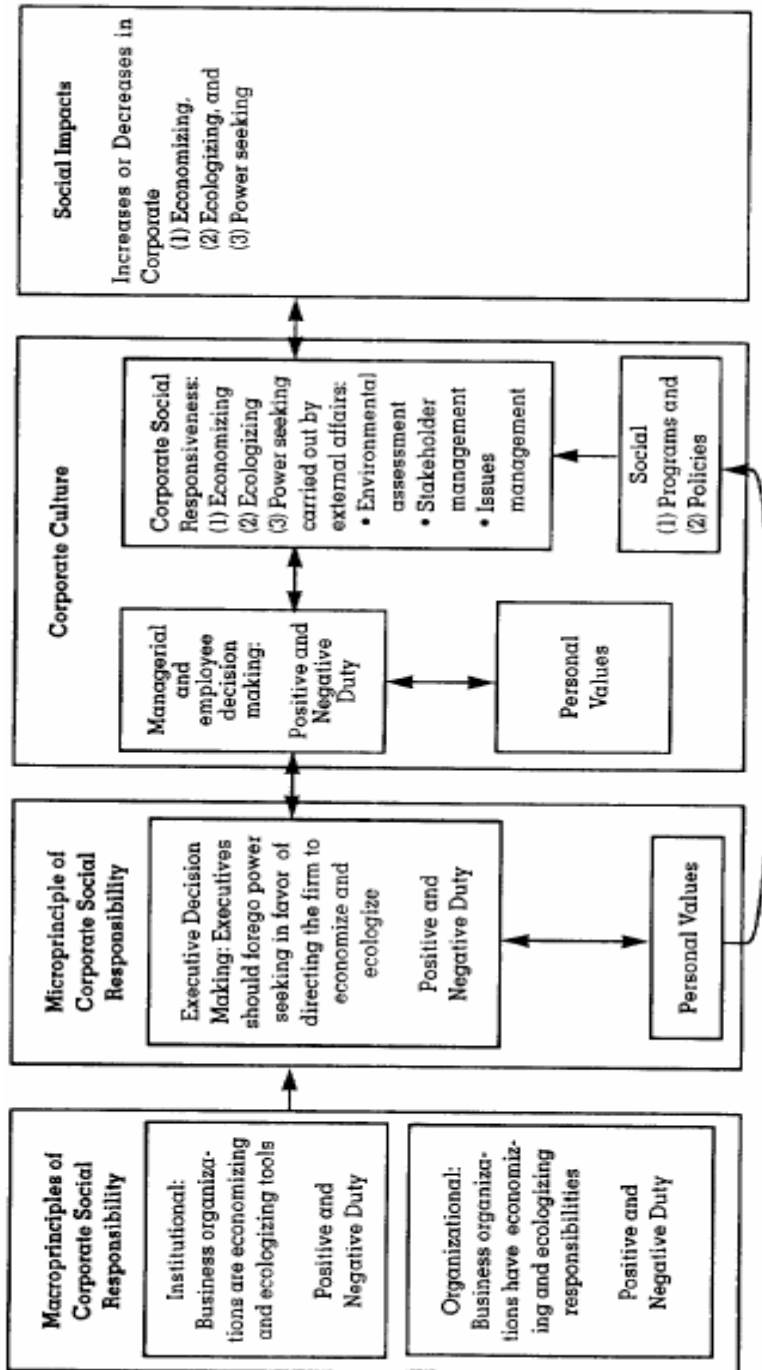 Macroprinciples of
Corporate Social
Responsibility
Institutional:
Business organiza-
tions are economizing
and ecologizing tools
Positive and
Negative Duty
Organizational:
Business organiza-
tions have economiz-
ing and ecologizing
responsibilities
Positive and
Negative Duty
Microprinciple of
Corporate Social
Responsibility
Executive Decision
Making: Executives
should forego power
seeking in favor of
directing the firm to
economize and
ecologize
Positive and
Negative Duty
Personal Values
Corporate Culture
Managerial
and
employee
decision
making:
Positive and
Negative
Duty
Personal
Values
Corporate Social
Responsiveness:
(1) Economizing
(2) Ecologizing
(3) Power seeking
carried out by
external affairs:
• Environmental
assessment
• Stakeholder
management
• Issues
management
Social
(1) Programs and
(2) Policies
Social Impacts
Increases or Decreases in
Corporate
(1) Economizing,
(2) Ecologizing, and
(3) Power seeking